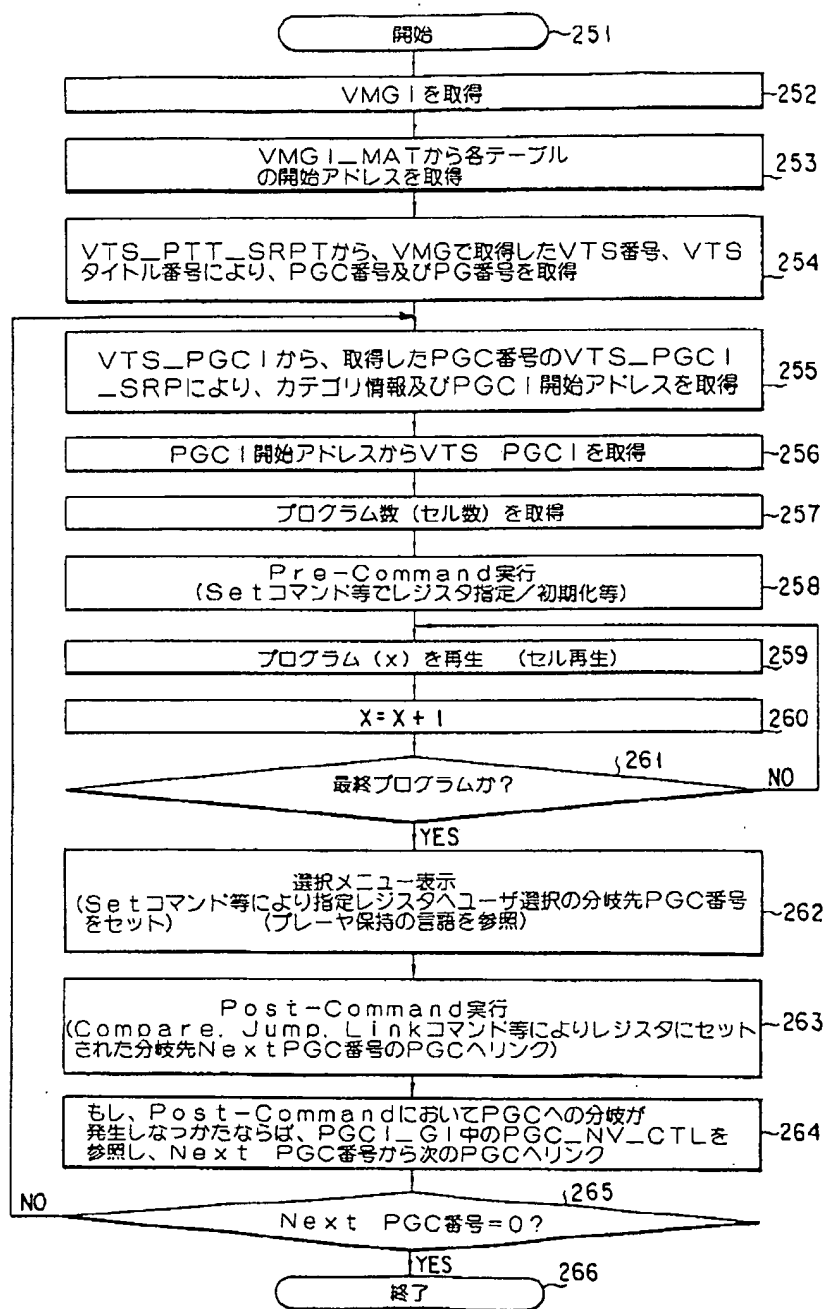 開始
251
VMGIを取得
252
VMGI_MATから各テーブル
の開始アドレスを取得
253
VTS_PTT_SRPTから、VMGで取得したVTS番号、VTS
タイトル番号により、PGC番号及びPG番号を取得
254
VTS_PGCIから、取得したPGC番号のVTS_PGCI
_SRPにより、カテゴリ情報及びPGCI開始アドレスを取得
255
PGCI開始アドレスからVTS PGCIを取得
256
プログラム数(セル数)を取得
257
Pre-Command実行
(Setコマンド等でレジスタ指定/初期化等)
258
プログラム(x)を再生 (セル再生)
259
X=X+1
260
261
最終プログラムか?
NO
YES
選択メニュー表示
(Setコマンド等により指定レジスタへユーザ選択の分岐先PGC番号
をセット) (プレーヤ保持の言語を参照)
262
Post-Command実行
(Compare、Jump、Linkコマンド等によりレジスタにセット
された分岐先NextPGC番号のPGCへリンク)
263
もし、Post-CommandにおいてPGCへの分岐が
発生しなつかたならば、PGCI_GI中のPGC_NV_CTLを
参照し、Next PGC番号から次のPGCへリンク
264
265
NO
Next PGC番号=0?
YES
終了
266